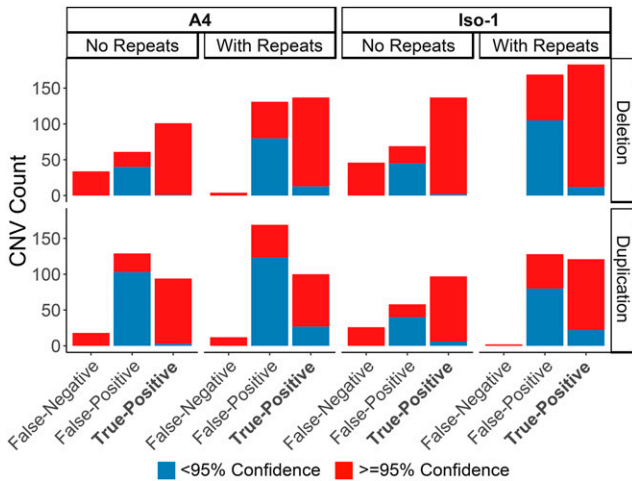 A4 Iso-1
No Repeats With Repeats No Repeats With Repeats
CNV Count
150
100
50
0
Deletion
150
100
50
0
Duplication
False-Negative
False-Positive
True-Positive
False-Negative
False-Positive
True-Positive
False-Negative
False-Positive
True-Positive
False-Negative
False-Positive
True-Positive
<95% Confidence >=95% Confidence